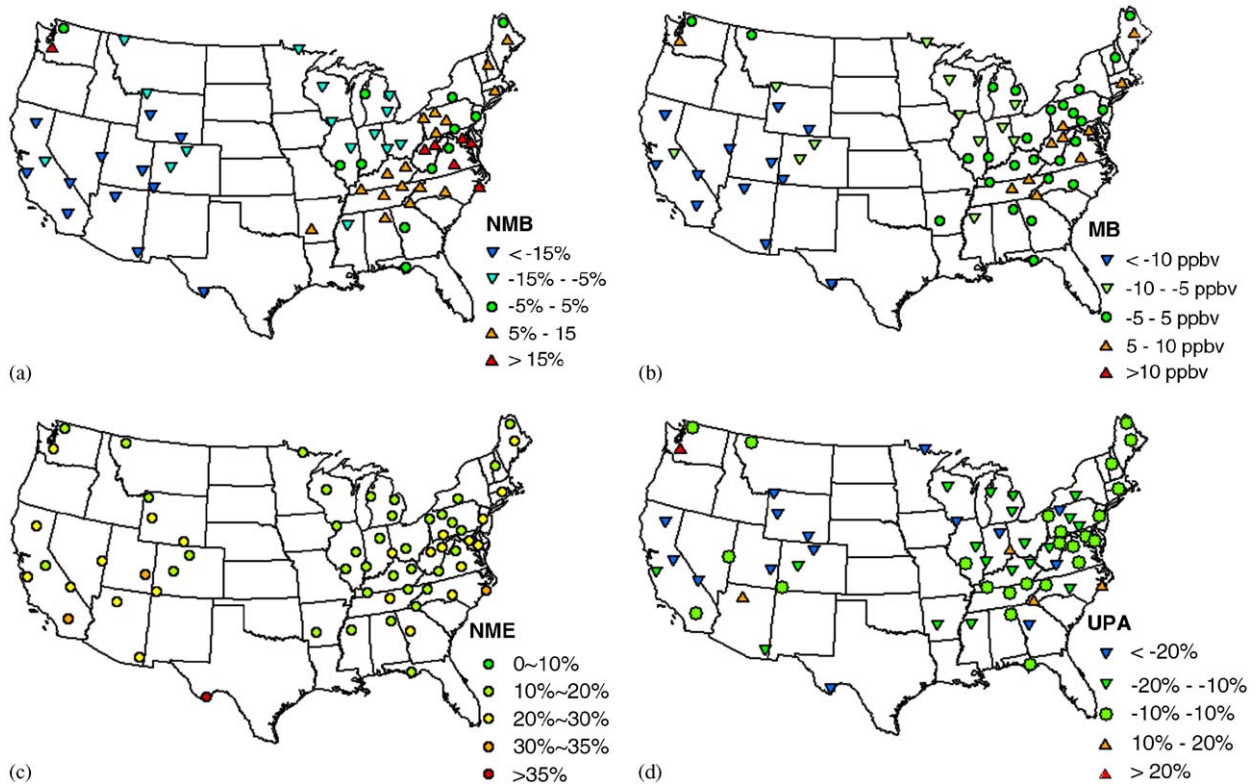 NMB
< -15%
-15% - -5%
-5% - 5%
5% - 15
> 15%
(a)
MB
< -10 ppbv
-10 - -5 ppbv
-5 - 5 ppbv
5 - 10 ppbv
>10 ppbv
(b)
NME
0~10%
10%~20%
20%~30%
30%~35%
>35%
(c)
UPA
< -20%
-20% - -10%
-10% -10%
10% - 20%
> 20%
(d)